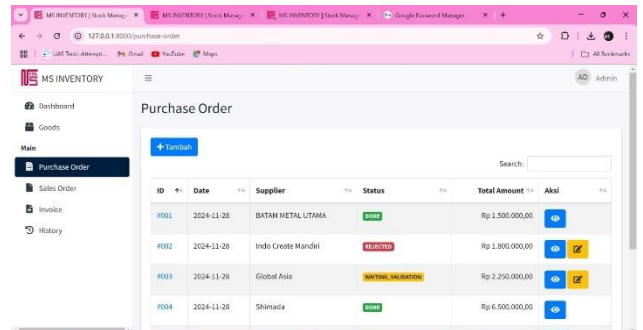 MS INVENTORY | Stock Manag
MS INVENTORY | Stock Manag
MS INVENTORY | Stock Manag
Google Password Manager
127.0.0.1:8000/purchase-order
UAS Teori: Attempt...
Gmail
YouTube
Maps
All Bookmarks
MS INVENTORY
AD Admin
Dashboard
Goods
Main
Purchase Order
Sales Order
Invoice
History
Purchase Order
+ Tambah
Search:
ID Date Supplier Status Total Amount Aksi
#001 2024-11-28 BATAM METAL UTAMA DONE Rp 1.500.000,00
#002 2024-11-28 Indo Create Mandiri REJECTED Rp 1.800.000,00
#003 2024-11-28 Global Asia WAITING_VALIDATION Rp 2.250.000,00
#004 2024-11-28 Shimada DONE Rp 6.500.000,00